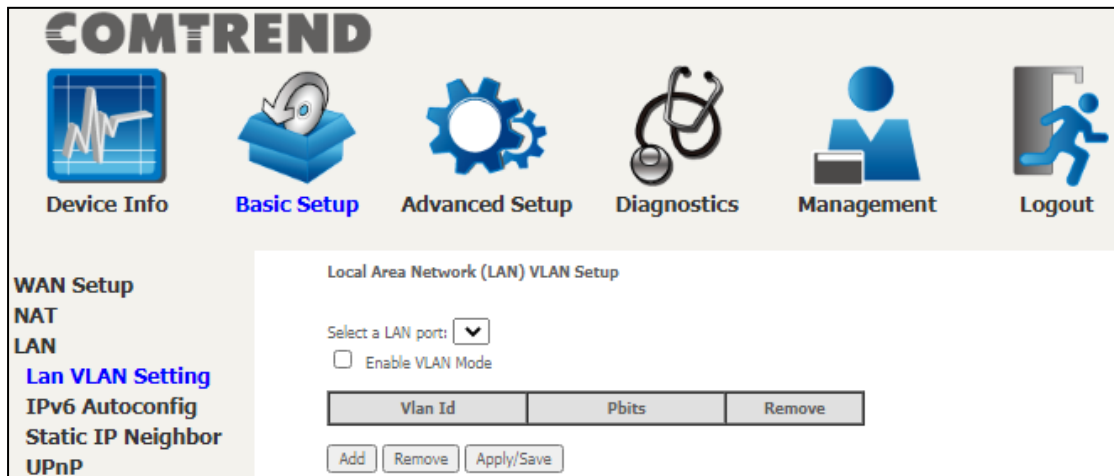 COMTREND
Device Info
Basic Setup
Advanced Setup
Diagnostics
Management
Logout
WAN Setup
NAT
LAN
Lan VLAN Setting
IPv6 Autoconfig
Static IP Neighbor
UPnP
Local Area Network (LAN) VLAN Setup
Select a LAN port:
Enable VLAN Mode
Vlan Id Pbits Remove
Add Remove Apply/Save